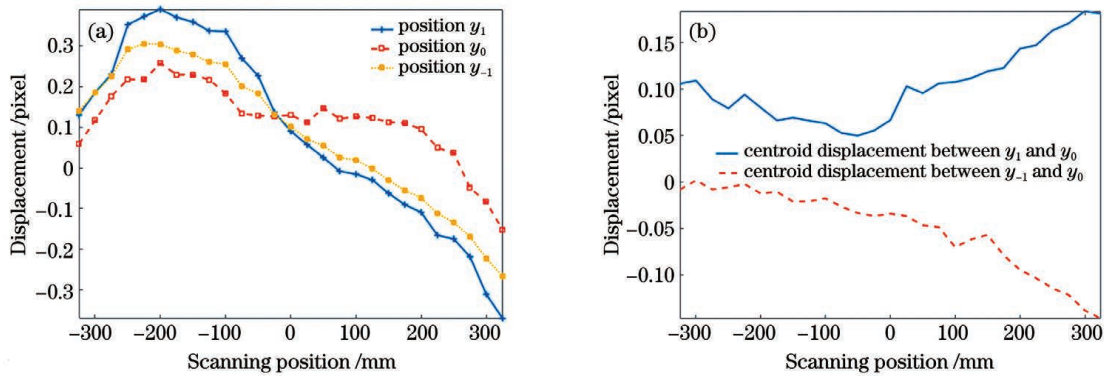 (a)
position y1
position y0
position y−1
Displacement /pixel
0.3
0.2
0.1
0
−0.1
−0.2
−0.3
−300
−200
−100
0
100
200
300
Scanning position /mm
(b)
centroid displacement between y1 and y0
centroid displacement between y−1 and y0
Displacement /pixel
0.15
0.10
0.05
0
−0.05
−0.10
−300
−200
−100
0
100
200
300
Scanning position /mm